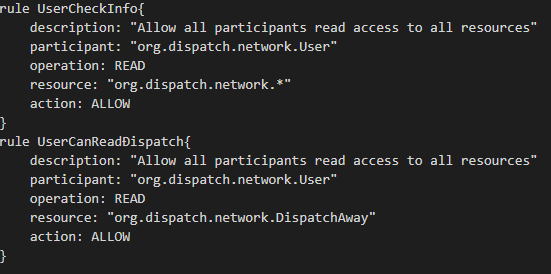 rule UserCheckInfo{
    description: "Allow all participants read access to all resources"
    participant: "org.dispatch.network.User"
    operation: READ
    resource: "org.dispatch.network.*"
    action: ALLOW
}
rule UserCanReadDispatch{
    description: "Allow all participants read access to all resources"
    participant: "org.dispatch.network.User"
    operation: READ
    resource: "org.dispatch.network.DispatchAway"
    action: ALLOW
}